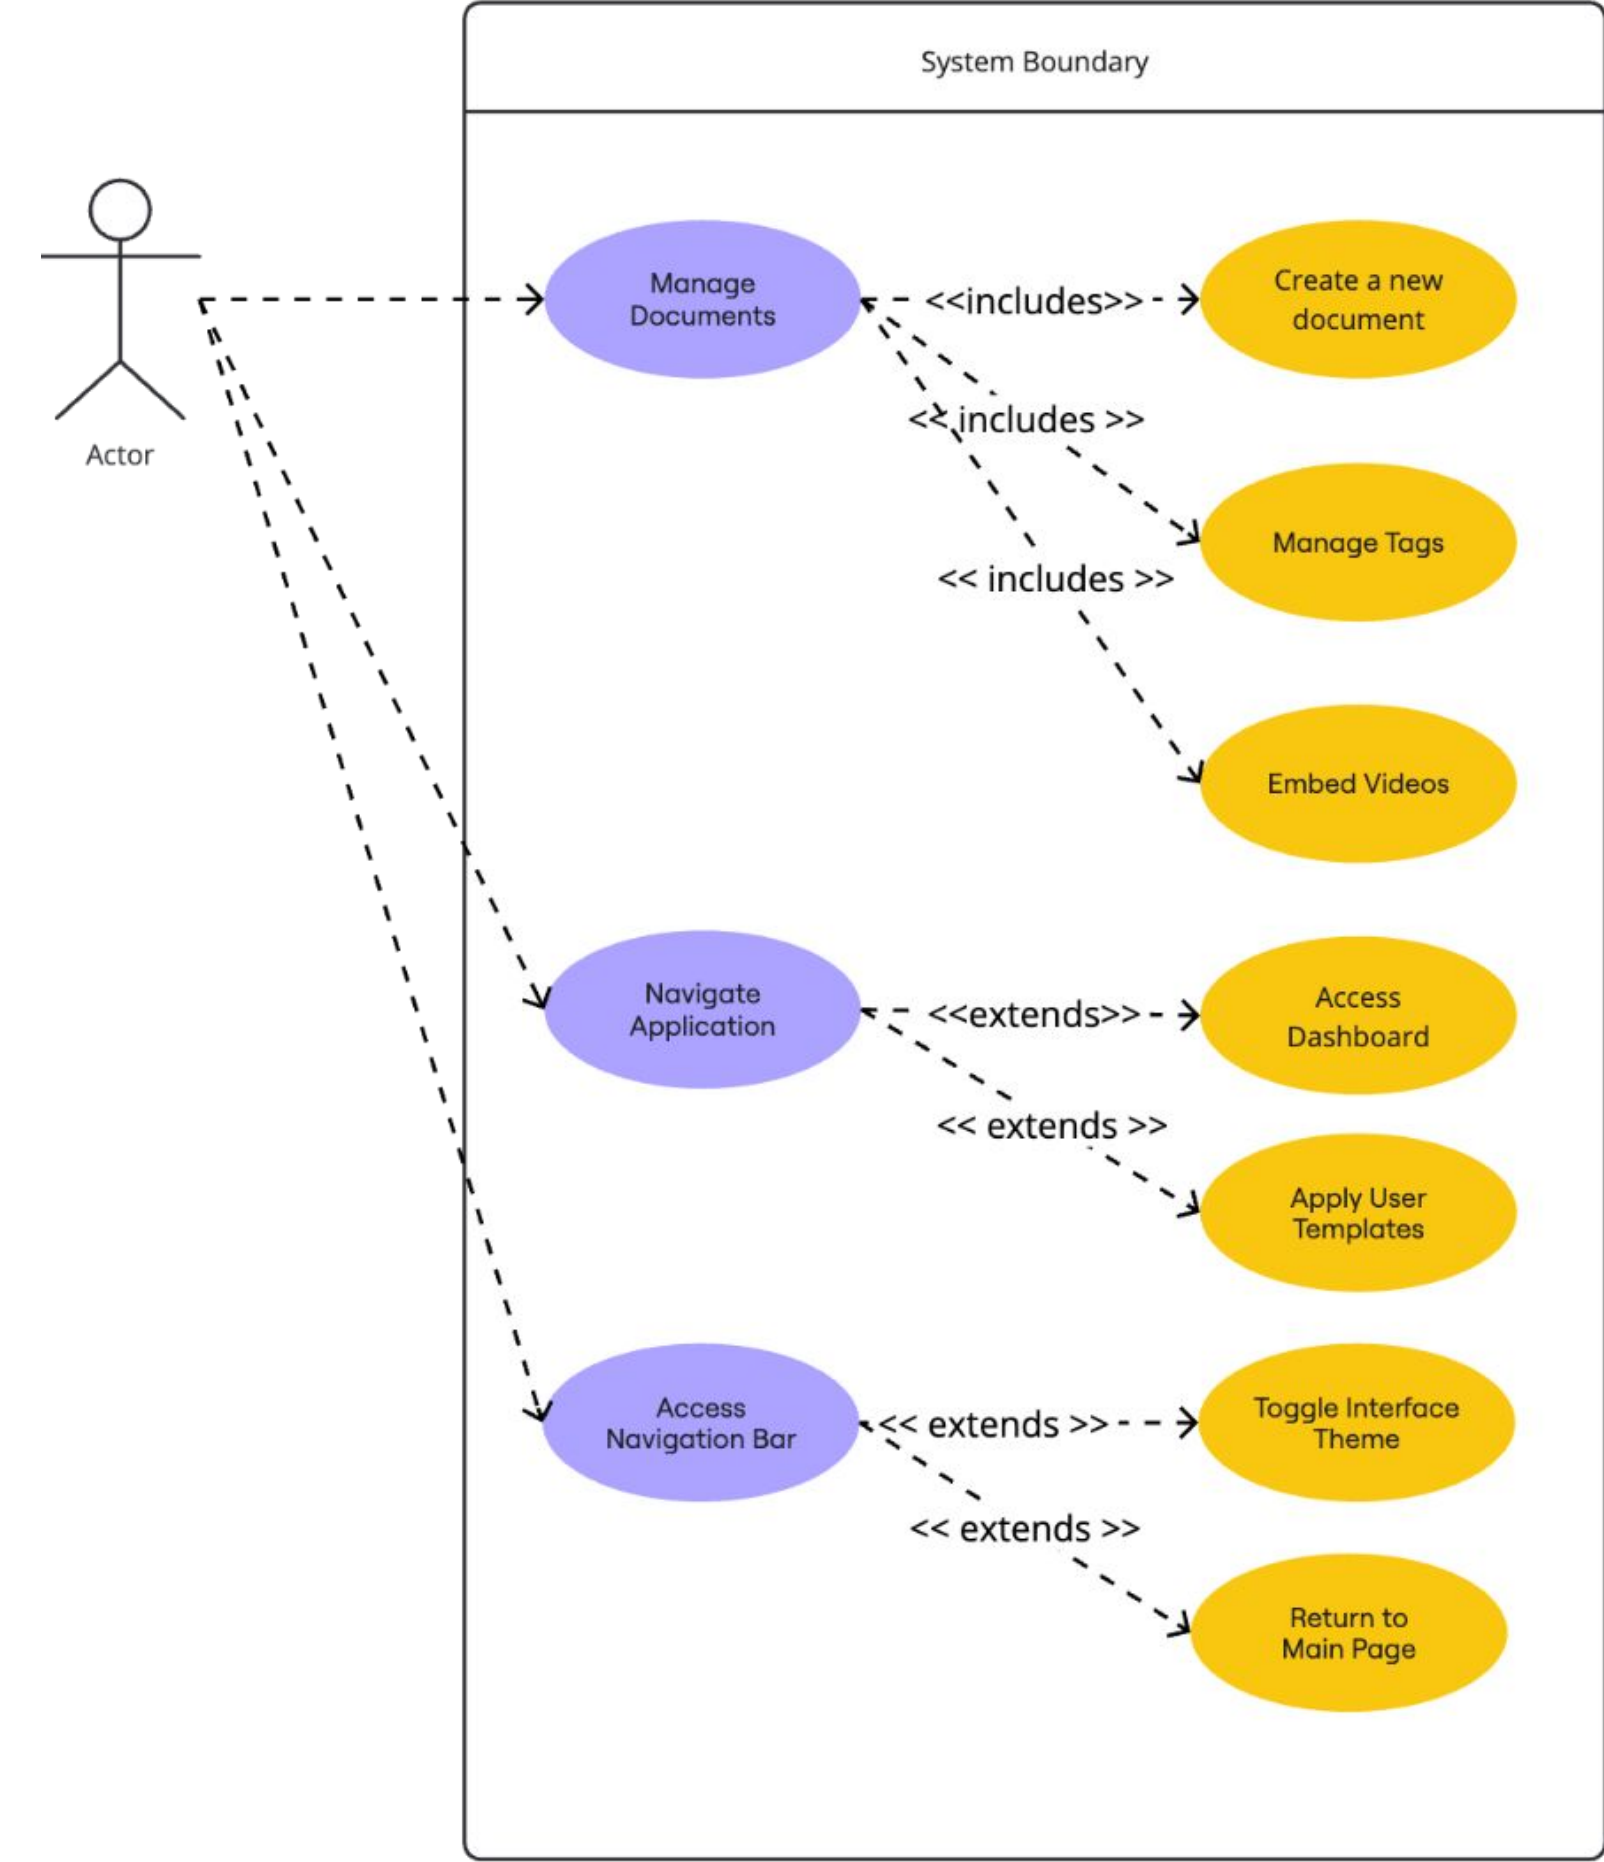 System Boundary
Actor
Manage
Documents
<<includes>>
Create a new
document
<< includes >>
Manage Tags
<< includes >>
Embed Videos
Navigate
Application
<<extends>>
Access
Dashboard
<< extends >>
Apply User
Templates
Access
Navigation Bar
<< extends >>
Toggle Interface
Theme
<< extends >>
Return to
Main Page